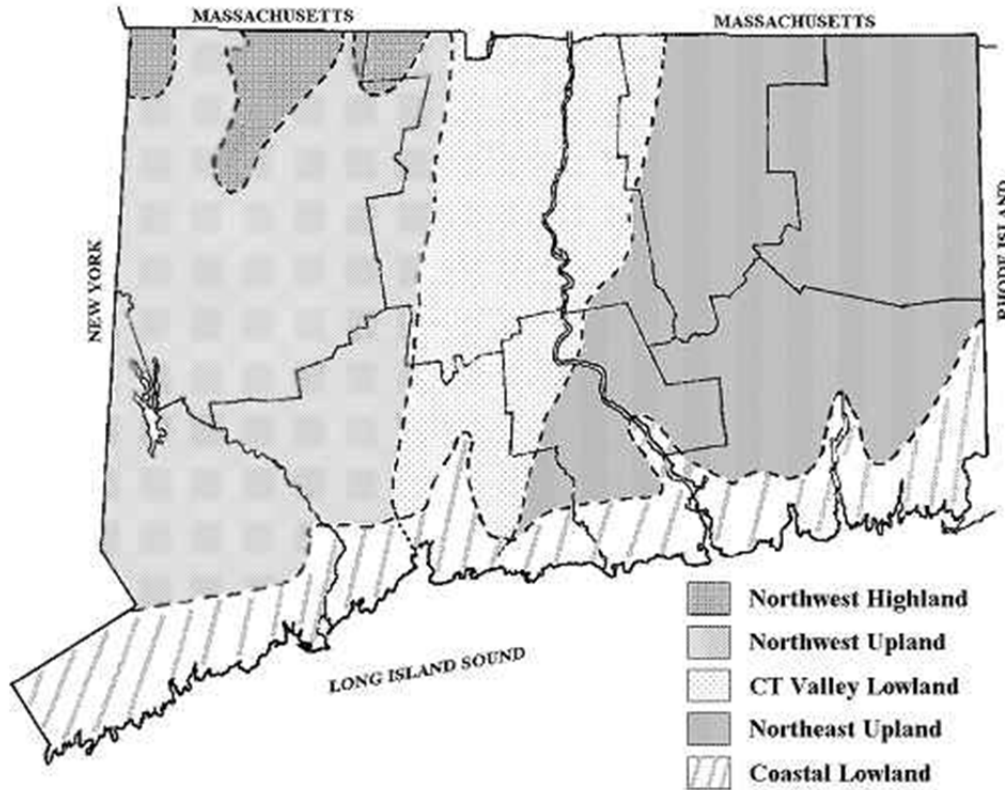 MASSACHUSETTS
MASSACHUSETTS
NEW YORK
RHODE ISLAND
LONG ISLAND SOUND
Northwest Highland
Northwest Upland
CT Valley Lowland
Northeast Upland
Coastal Lowland